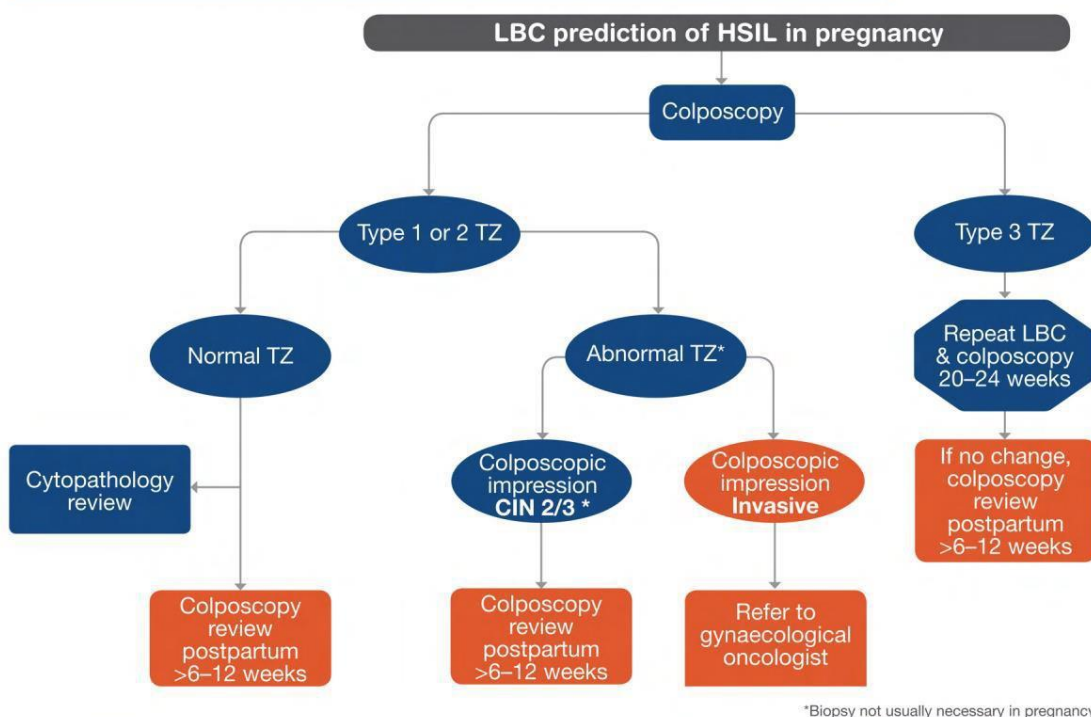 LBC prediction of HSIL in pregnancy
Colposcopy
Type 1 or 2 TZ
Type 3 TZ
Normal TZ
Abnormal TZ*
Repeat LBC
& colposcopy
20–24 weeks
Cytopathology
review
Colposcopic
impression
CIN 2/3 *
Colposcopic
impression
Invasive
If no change,
colposcopy
review
postpartum
>6–12 weeks
Colposcopy
review
postpartum
>6–12 weeks
Colposcopy
review
postpartum
>6–12 weeks
Refer to
gynaecological
oncologist
*Biopsy not usually necessary in pregnancy